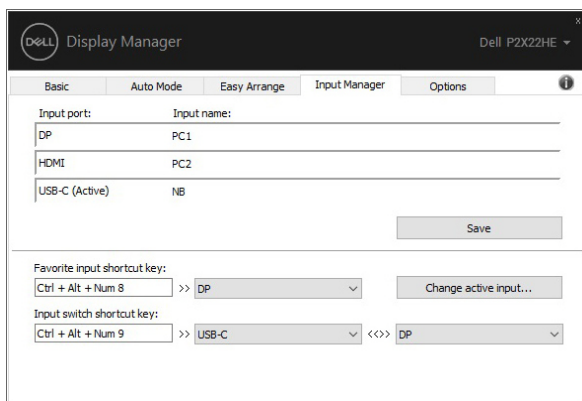 x
DELL Display Manager Dell P2X22HE
Basic Auto Mode Easy Arrange Input Manager Options i
Input port: Input name:
DP PC1
HDMI PC2
USB-C (Active) NB
Save
Favorite input shortcut key:
Ctrl + Alt + Num 8 >> DP Change active input...
Input switch shortcut key:
Ctrl + Alt + Num 9 >> USB-C <<>> DP